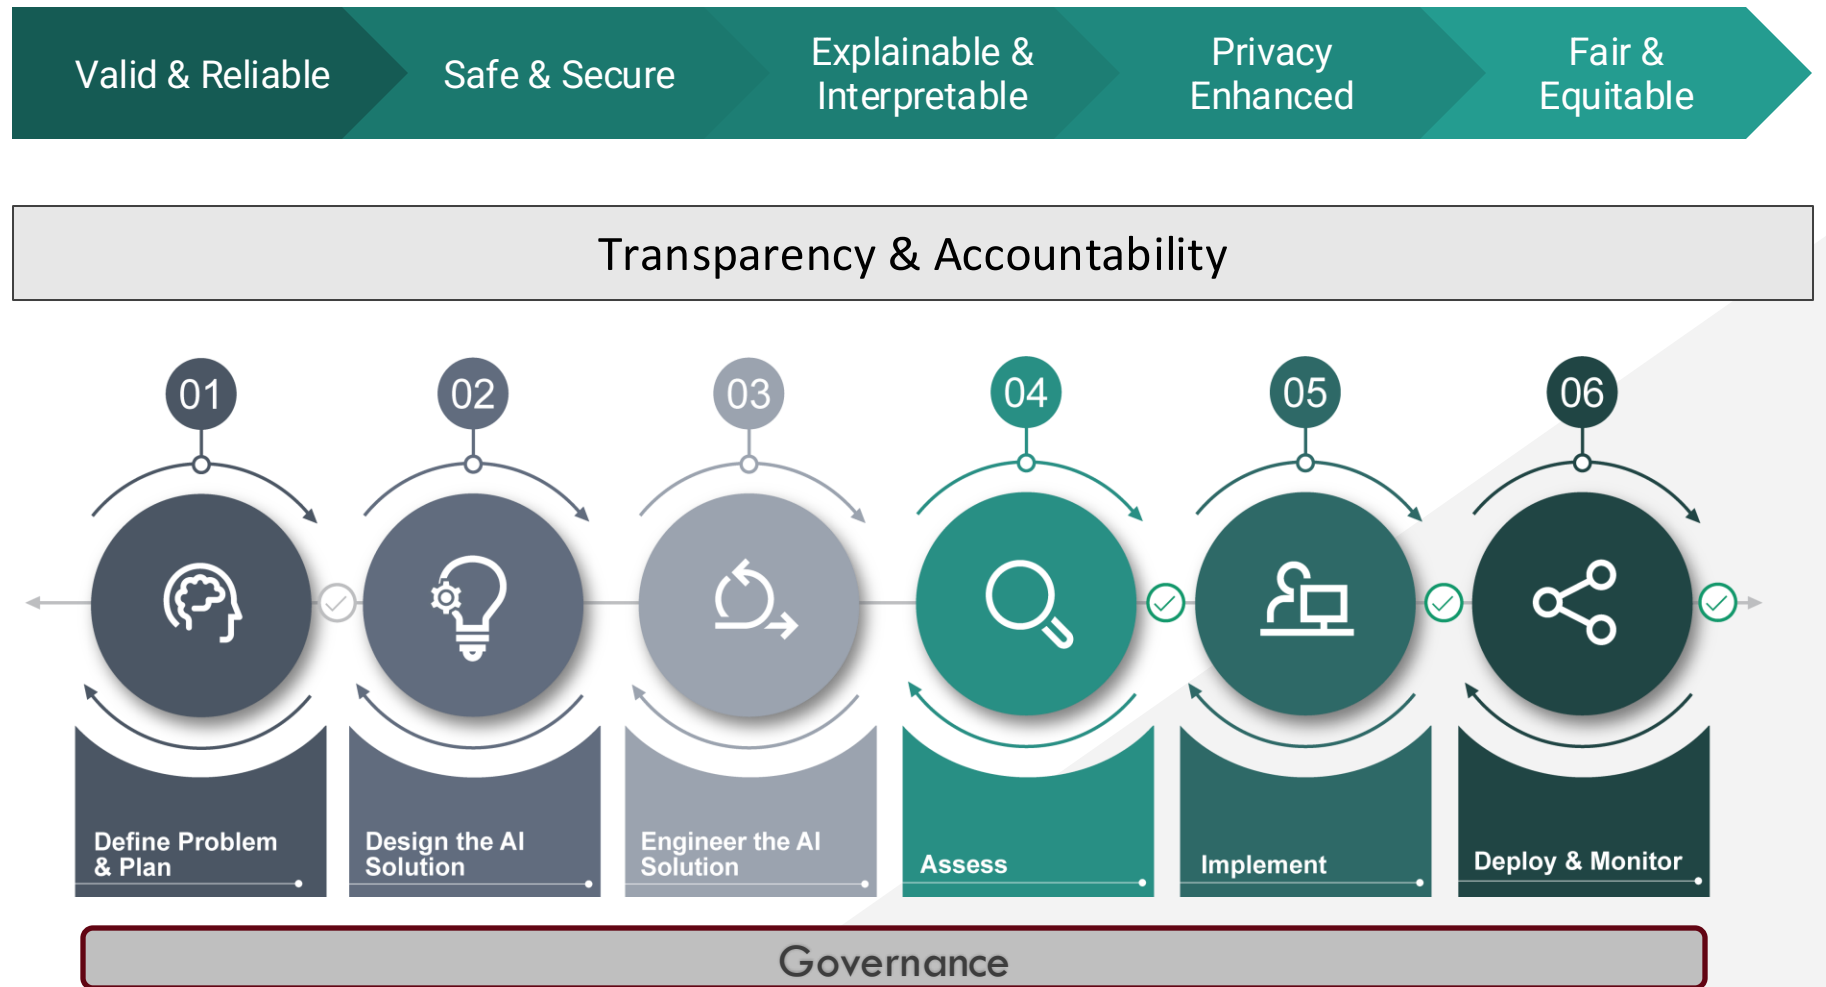 Valid & Reliable
Safe & Secure
Explainable &
Interpretable
Privacy
Enhanced
Fair &
Equitable
Transparency & Accountability
01
02
03
04
05
06
Define Problem
& Plan
Design the AI
Solution
Engineer the AI
Solution
Assess
Implement
Deploy & Monitor
Governance